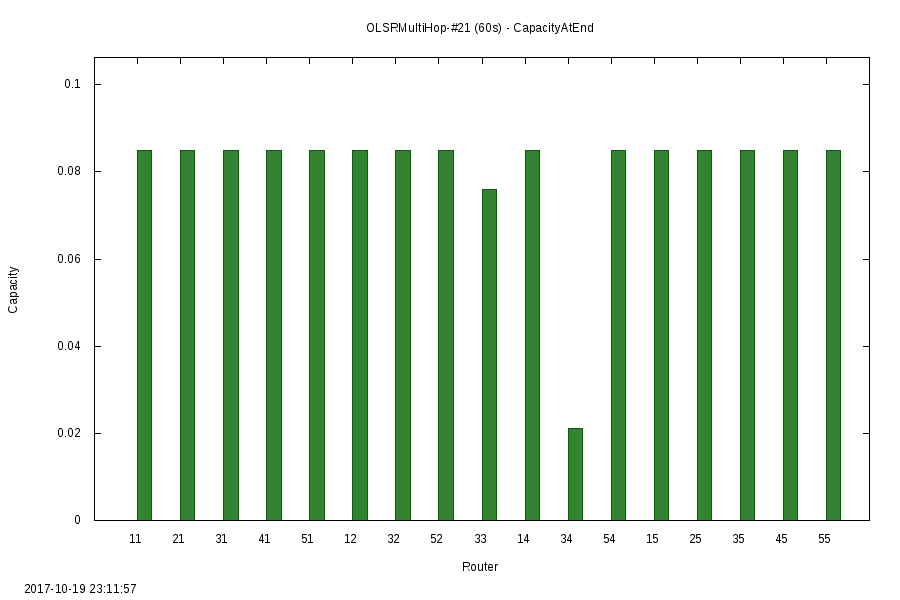 OLSRMultiHop-#21 (60s) - CapacityAtEnd
0.1
0.08
0.06
0.04
0.02
0
Capacity
11 21 31 41 51 12 32 52 33 14 34 54 15 25 35 45 55
Router
2017-10-19 23:11:57